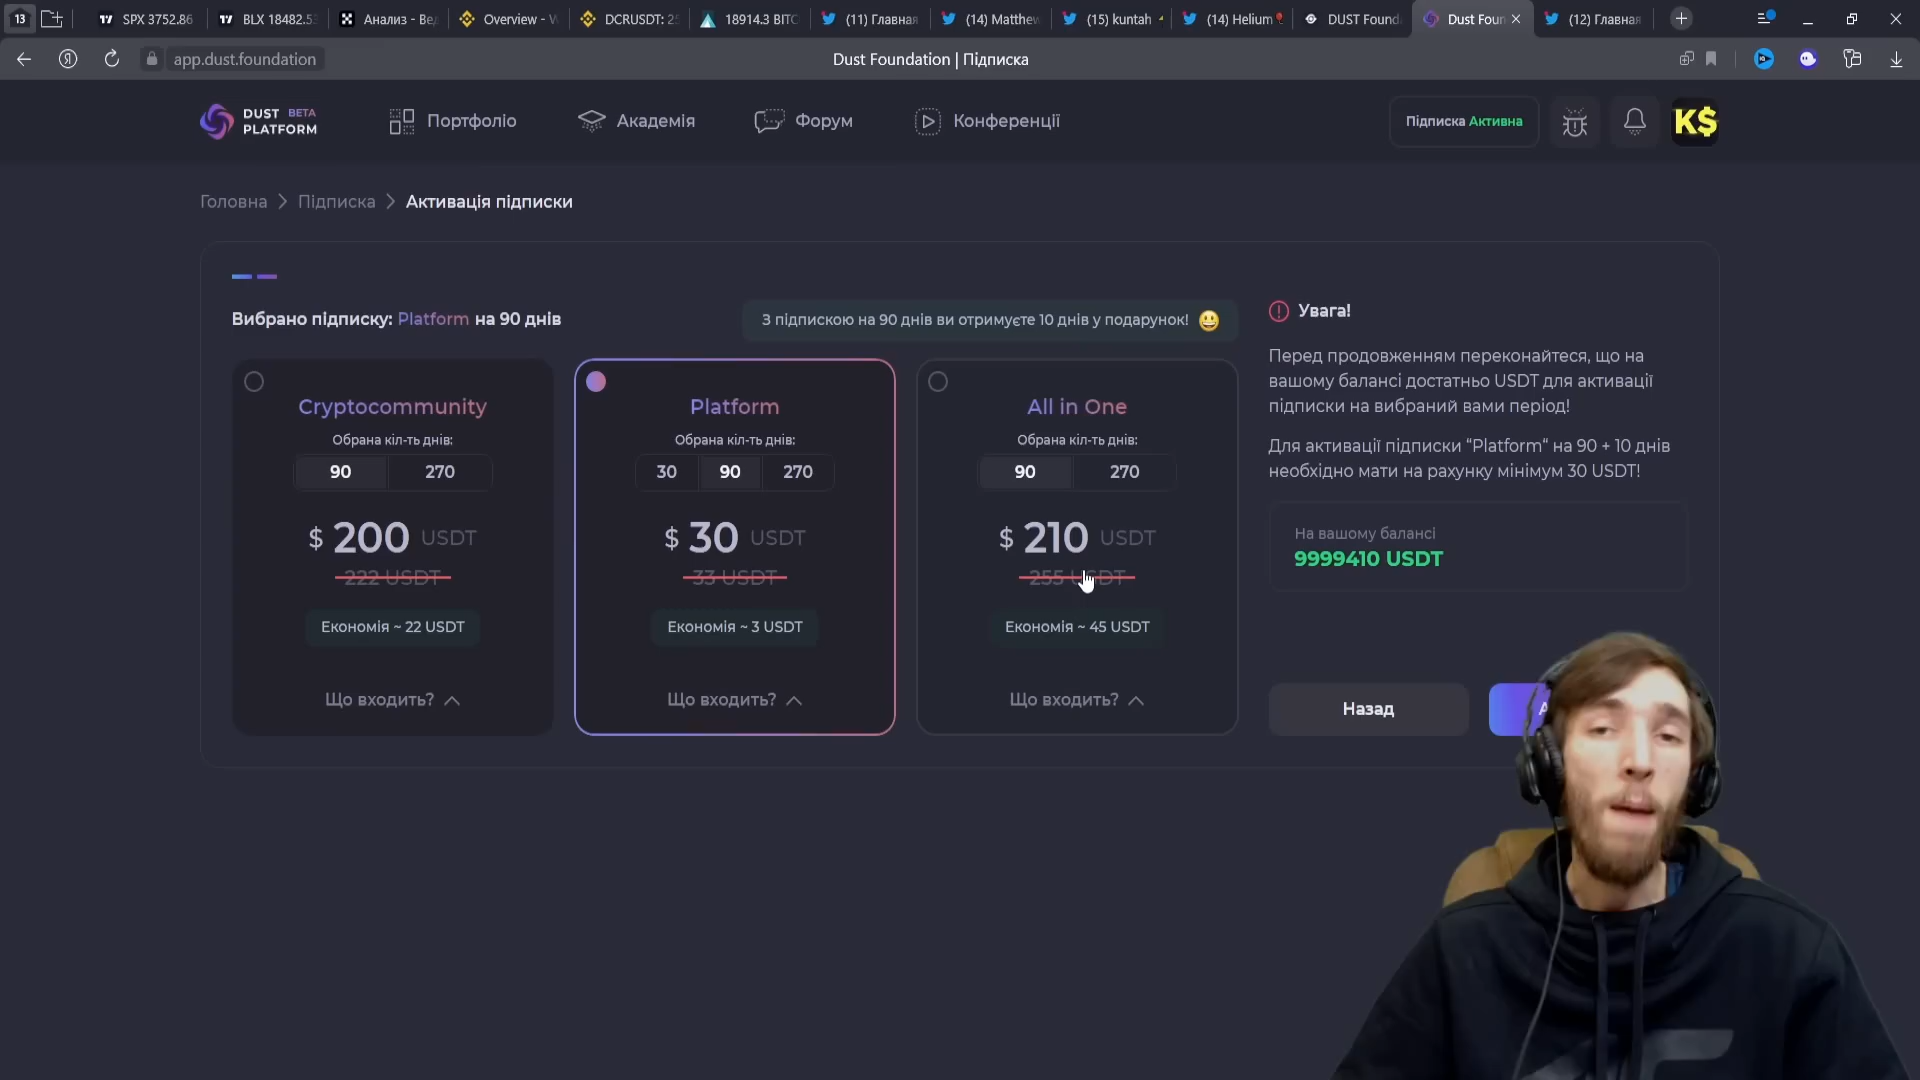 13
SPX 3752.86
BLX 18482.5
Анализ - Ве
Overview - 
DCRUSDT: 2
18914.3 BITC
(11) Главная
(14) Matthew
(15) kuntah
(14) Helium
DUST Found
Dust Foun
(12) Главная
app.dust.foundation
Dust Foundation | Підписка
DUST BETA
PLATFORM
Портфоліо
Академія
Форум
Конференції
Підписка Активна
K$
Головна
Підписка
Активація підписки
Вибрано підписку: Platform на 90 днів
З підпискою на 90 днів ви отримуєте 10 днів у подарунок!
Cryptocommunity
Обрана кіл-ть днів:
90 270
$ 200 USDT
222 USDT
Економія ~ 22 USDT
Що входить?
Platform
Обрана кіл-ть днів:
30 90 270
$ 30 USDT
33 USDT
Економія ~ 3 USDT
Що входить?
All in One
Обрана кіл-ть днів:
90 270
$ 210 USDT
255 USDT
Економія ~ 45 USDT
Що входить?
Увага!
Перед продовженням переконайтеся, що на
вашому балансі достатньо USDT для активації
підписки на вибраний вами період!
Для активації підписки “Platform“ на 90 + 10 днів
необхідно мати на рахунку мінімум 30 USDT!
На вашому балансі
9999410 USDT
Назад